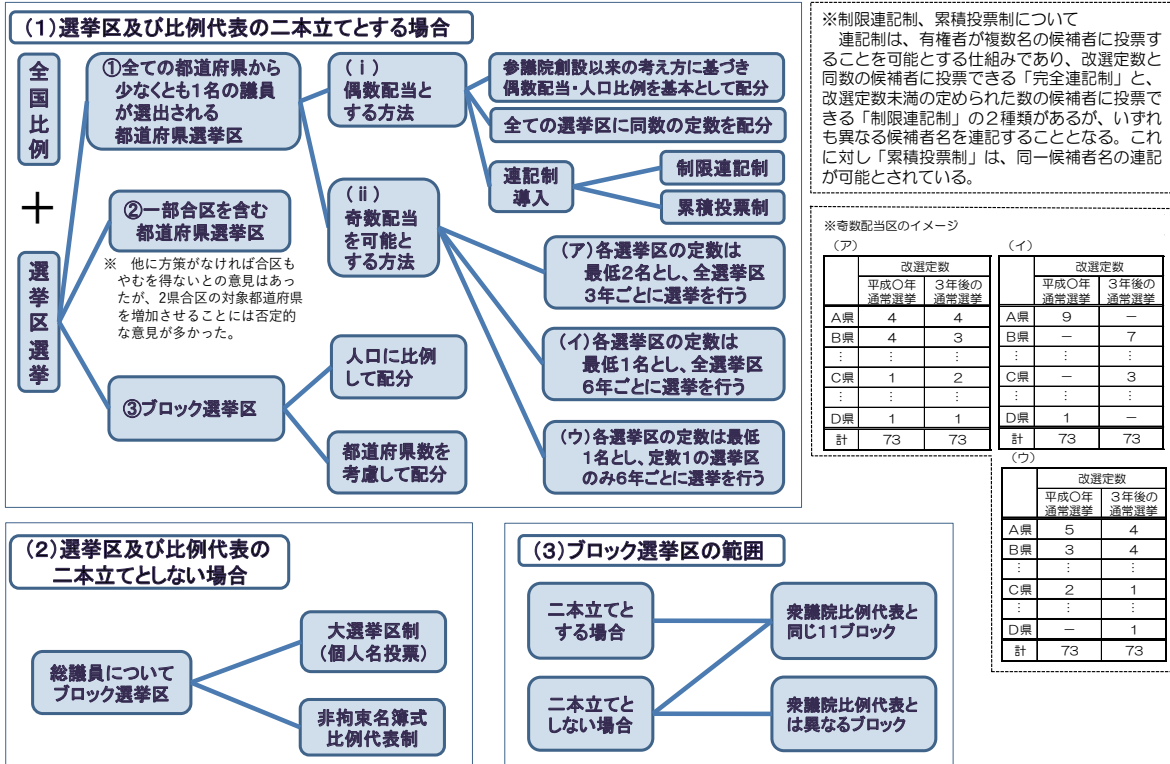 (1)選挙区及び比例代表の二本立てとする場合
全国比例
＋
選挙区選挙
①全ての都道府県から
少なくとも1名の議員
が選出される
都道府県選挙区
②一部合区を含む
都道府県選挙区
※　他に方策がなければ合区も
やむを得ないとの意見はあっ
たが、2県合区の対象都道府県
を増加させることには否定的
な意見が多かった。
③ブロック選挙区
(ⅰ)
偶数配当と
する方法
(ⅱ)
奇数配当
を可能と
する方法
人口に比例
して配分
都道府県数を
考慮して配分
参議院創設以来の考え方に基づき
偶数配当・人口比例を基本として配分
全ての選挙区に同数の定数を配分
連記制
導入
制限連記制
累積投票制
(ア)各選挙区の定数は
最低2名とし、全選挙区
3年ごとに選挙を行う
(イ)各選挙区の定数は
最低1名とし、全選挙区
6年ごとに選挙を行う
(ウ)各選挙区の定数は最低
1名とし、定数1の選挙区
のみ6年ごとに選挙を行う
※制限連記制、累積投票制について
　連記制は、有権者が複数名の候補者に投票す
ることを可能とする仕組みであり、改選定数と
同数の候補者に投票できる「完全連記制」と、
改選定数未満の定められた数の候補者に投票で
きる「制限連記制」の2種類があるが、いずれ
も異なる候補者名を連記することとなる。これ
に対し「累積投票制」は、同一候補者名の連記
が可能とされている。
※奇数配当区のイメージ
(ア)
改選定数
平成〇年 3年後の
通常選挙 通常選挙
A県 4 4
B県 4 3
： ： ：
C県 1 2
： ： ：
D県 1 1
計 73 73
(イ)
改選定数
平成〇年 3年後の
通常選挙 通常選挙
A県 9 －
B県 － 7
： ： ：
C県 － 3
： ： ：
D県 1 －
計 73 73
(ウ)
改選定数
平成〇年 3年後の
通常選挙 通常選挙
A県 5 4
B県 3 4
： ： ：
C県 2 1
： ： ：
D県 － 1
計 73 73
(2)選挙区及び比例代表の
二本立てとしない場合
総議員について
ブロック選挙区
大選挙区制
(個人名投票)
非拘束名簿式
比例代表制
(3)ブロック選挙区の範囲
二本立てと
する場合
二本立てと
しない場合
衆議院比例代表と
同じ11ブロック
衆議院比例代表と
は異なるブロック